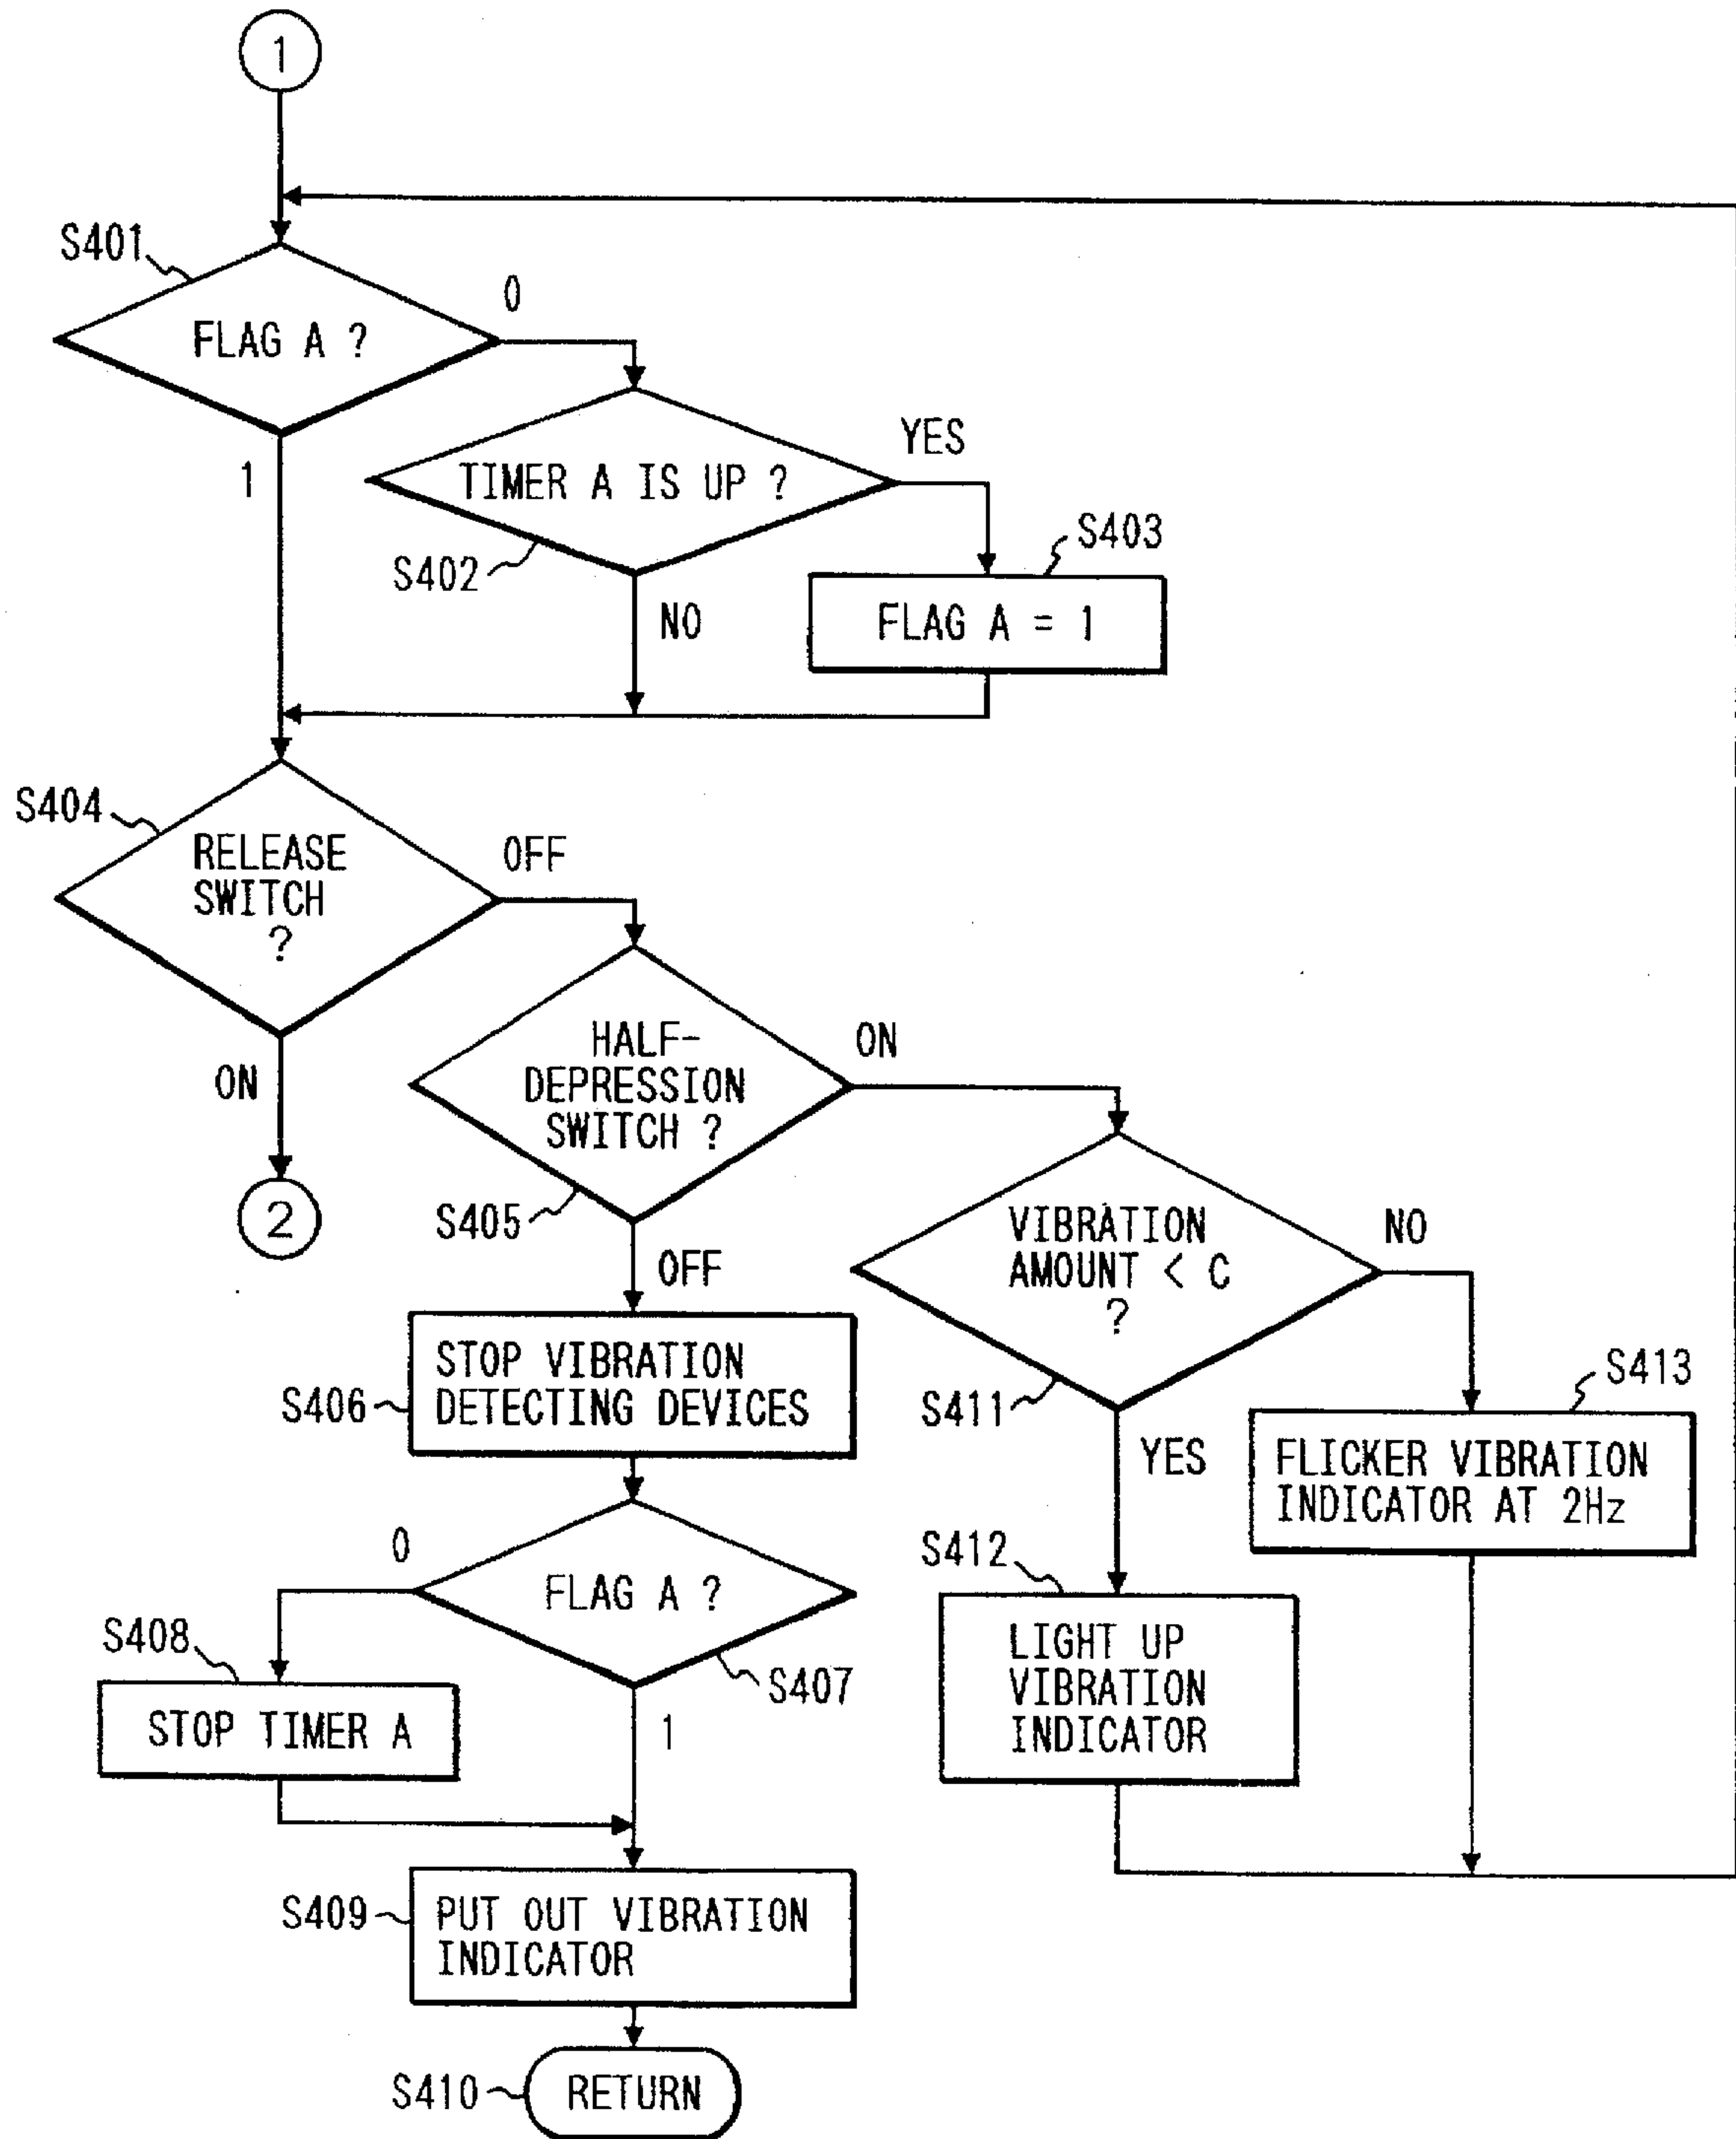 1
S401
FLAG A ?
0
1
TIMER A IS UP ?
YES
S402
NO
S403
FLAG A = 1
S404
RELEASE
SWITCH
?
OFF
ON
2
HALF-
DEPRESSION
SWITCH ?
ON
S405
OFF
VIBRATION
AMOUNT < C
?
NO
S411
YES
STOP VIBRATION
DETECTING DEVICES
S406
S413
FLICKER VIBRATION
INDICATOR AT 2Hz
S412
LIGHT UP
VIBRATION
INDICATOR
0
FLAG A ?
S407
1
S408
STOP TIMER A
S409
PUT OUT VIBRATION
INDICATOR
S410
RETURN